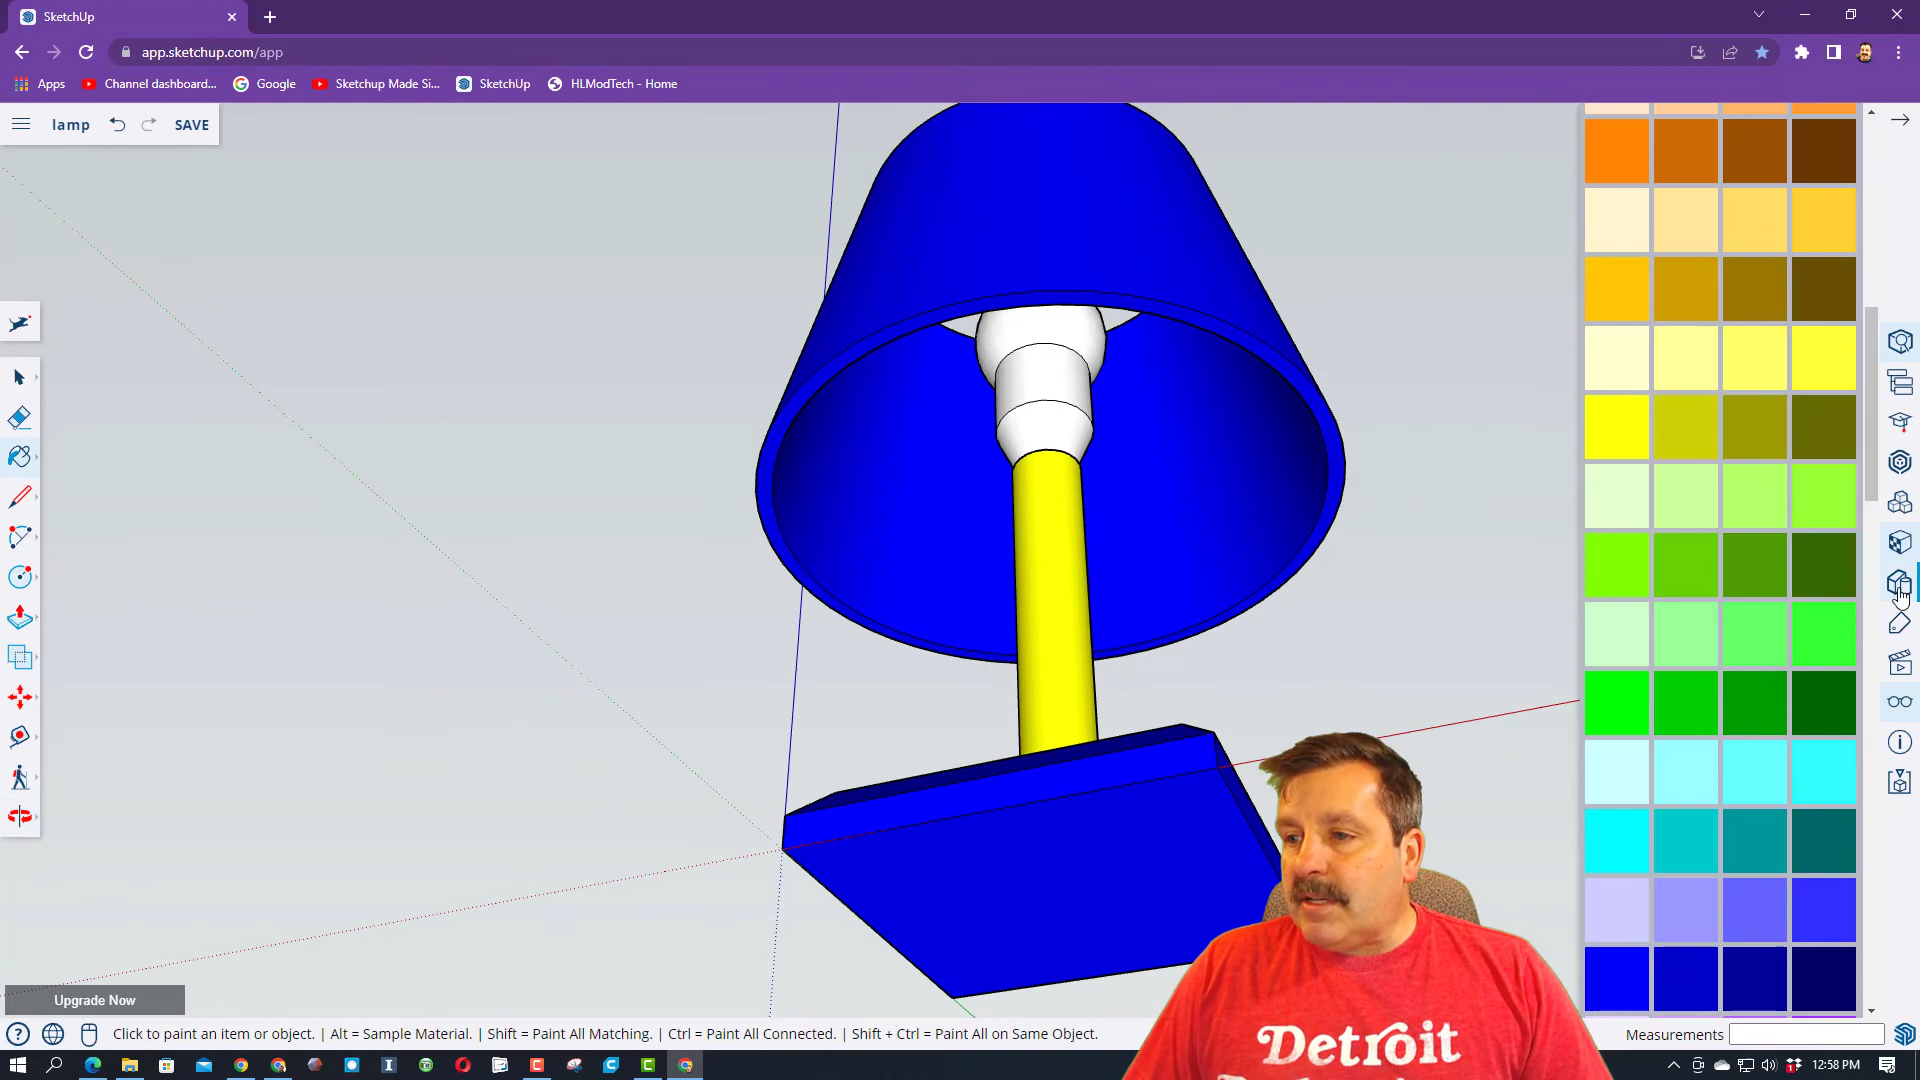 SketchUp
app.sketchup.com/app
Apps
Channel dashboard...
Google
Sketchup Made Si...
SketchUp
HLModTech - Home
lamp
SAVE
Upgrade Now
Click to paint an item or object. | Alt = Sample Material. | Shift = Paint All Matching. | Ctrl = Paint All Connected. | Shift + Ctrl = Paint All on Same Object.
Measurements
Detroit
12:58 PM